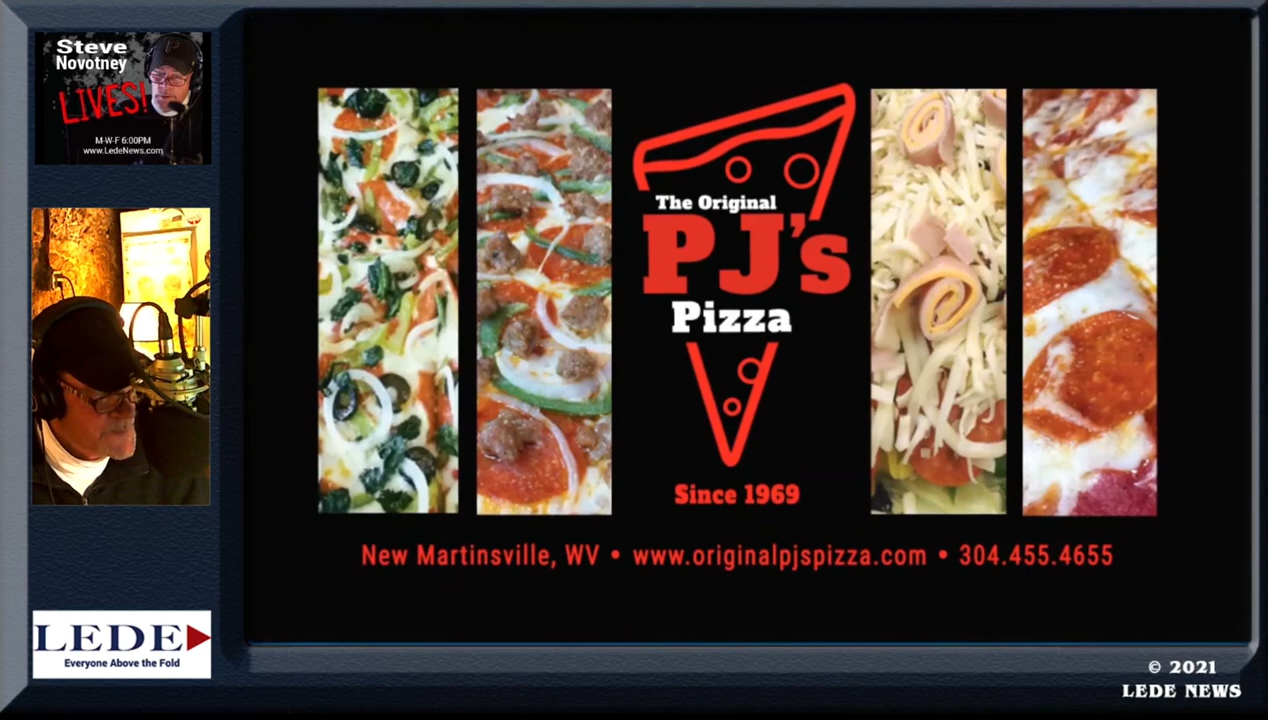 Steve
Novotney
LIVES!
M-W-F 6:00PM
www.LedeNews.com
The Original
PJ's
Pizza
Since 1969
New Martinsville, WV • www.originalpjspizza.com • 304.455.4655
LEDE
Everyone Above the Fold
© 2021
LEDE NEWS